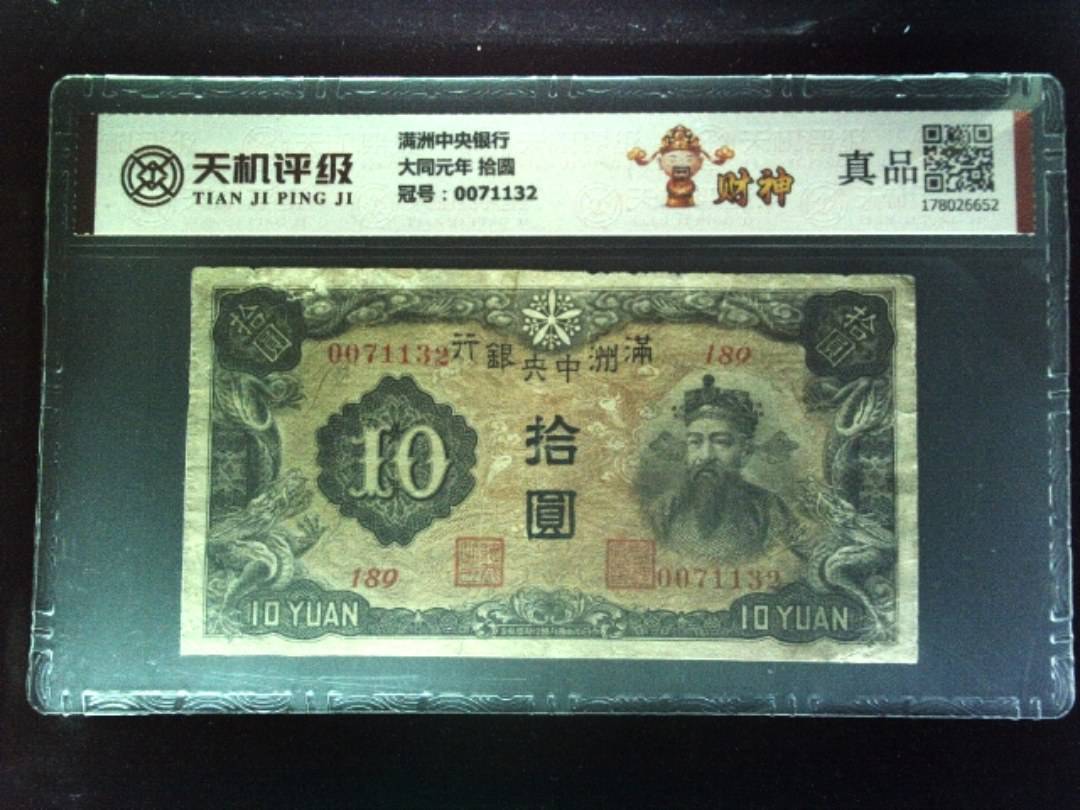 天机评级
TIAN JI PING JI
满洲中央银行
大同元年 拾圆
冠号：0071132
财神
真品
178026652
拾圆
拾圆
0071132
行銀央中洲滿
189
10
拾
圓
189
0071132
10 YUAN
10 YUAN